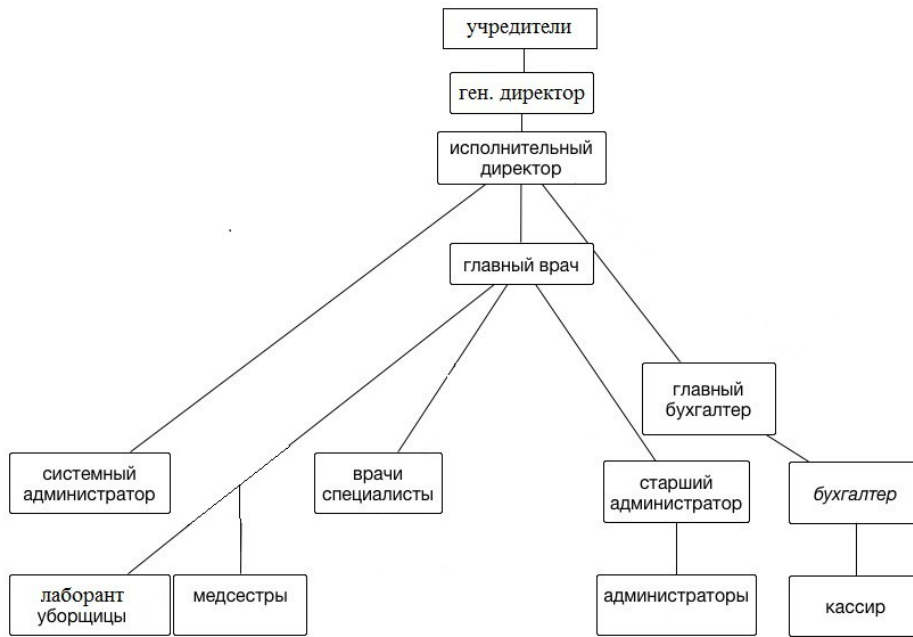 учредители
ген. директор
исполнительный
директор
главный врач
главный
бухгалтер
системный
администратор
врачи
специалисты
старший
администратор
бухгалтер
лаборант
уборщицы
медсестры
администраторы
кассир